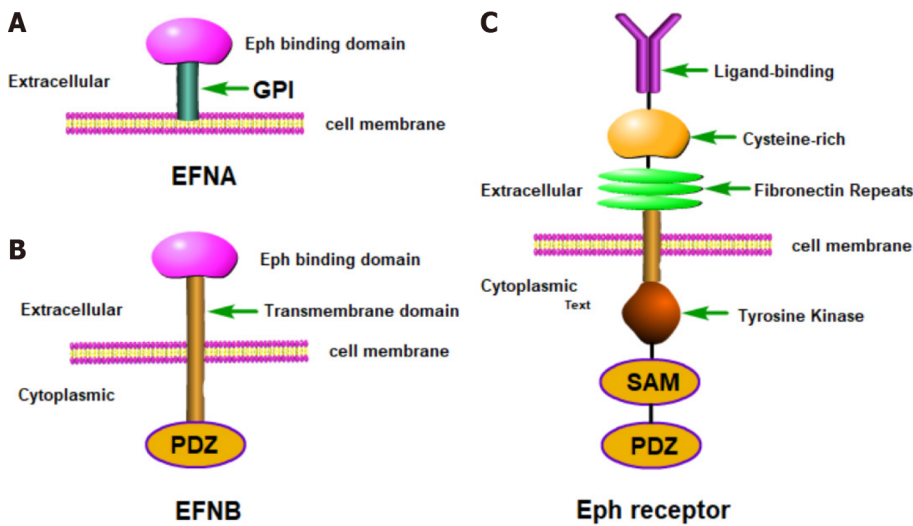 A
Eph binding domain
Extracellular
GPI
cell membrane
EFNA
B
Eph binding domain
Extracellular
Transmembrane domain
cell membrane
Cytoplasmic
PDZ
EFNB
C
Ligand-binding
Cysteine-rich
Extracellular
Fibronectin Repeats
cell membrane
Cytoplasmic
Text
Tyrosine Kinase
SAM
PDZ
Eph receptor